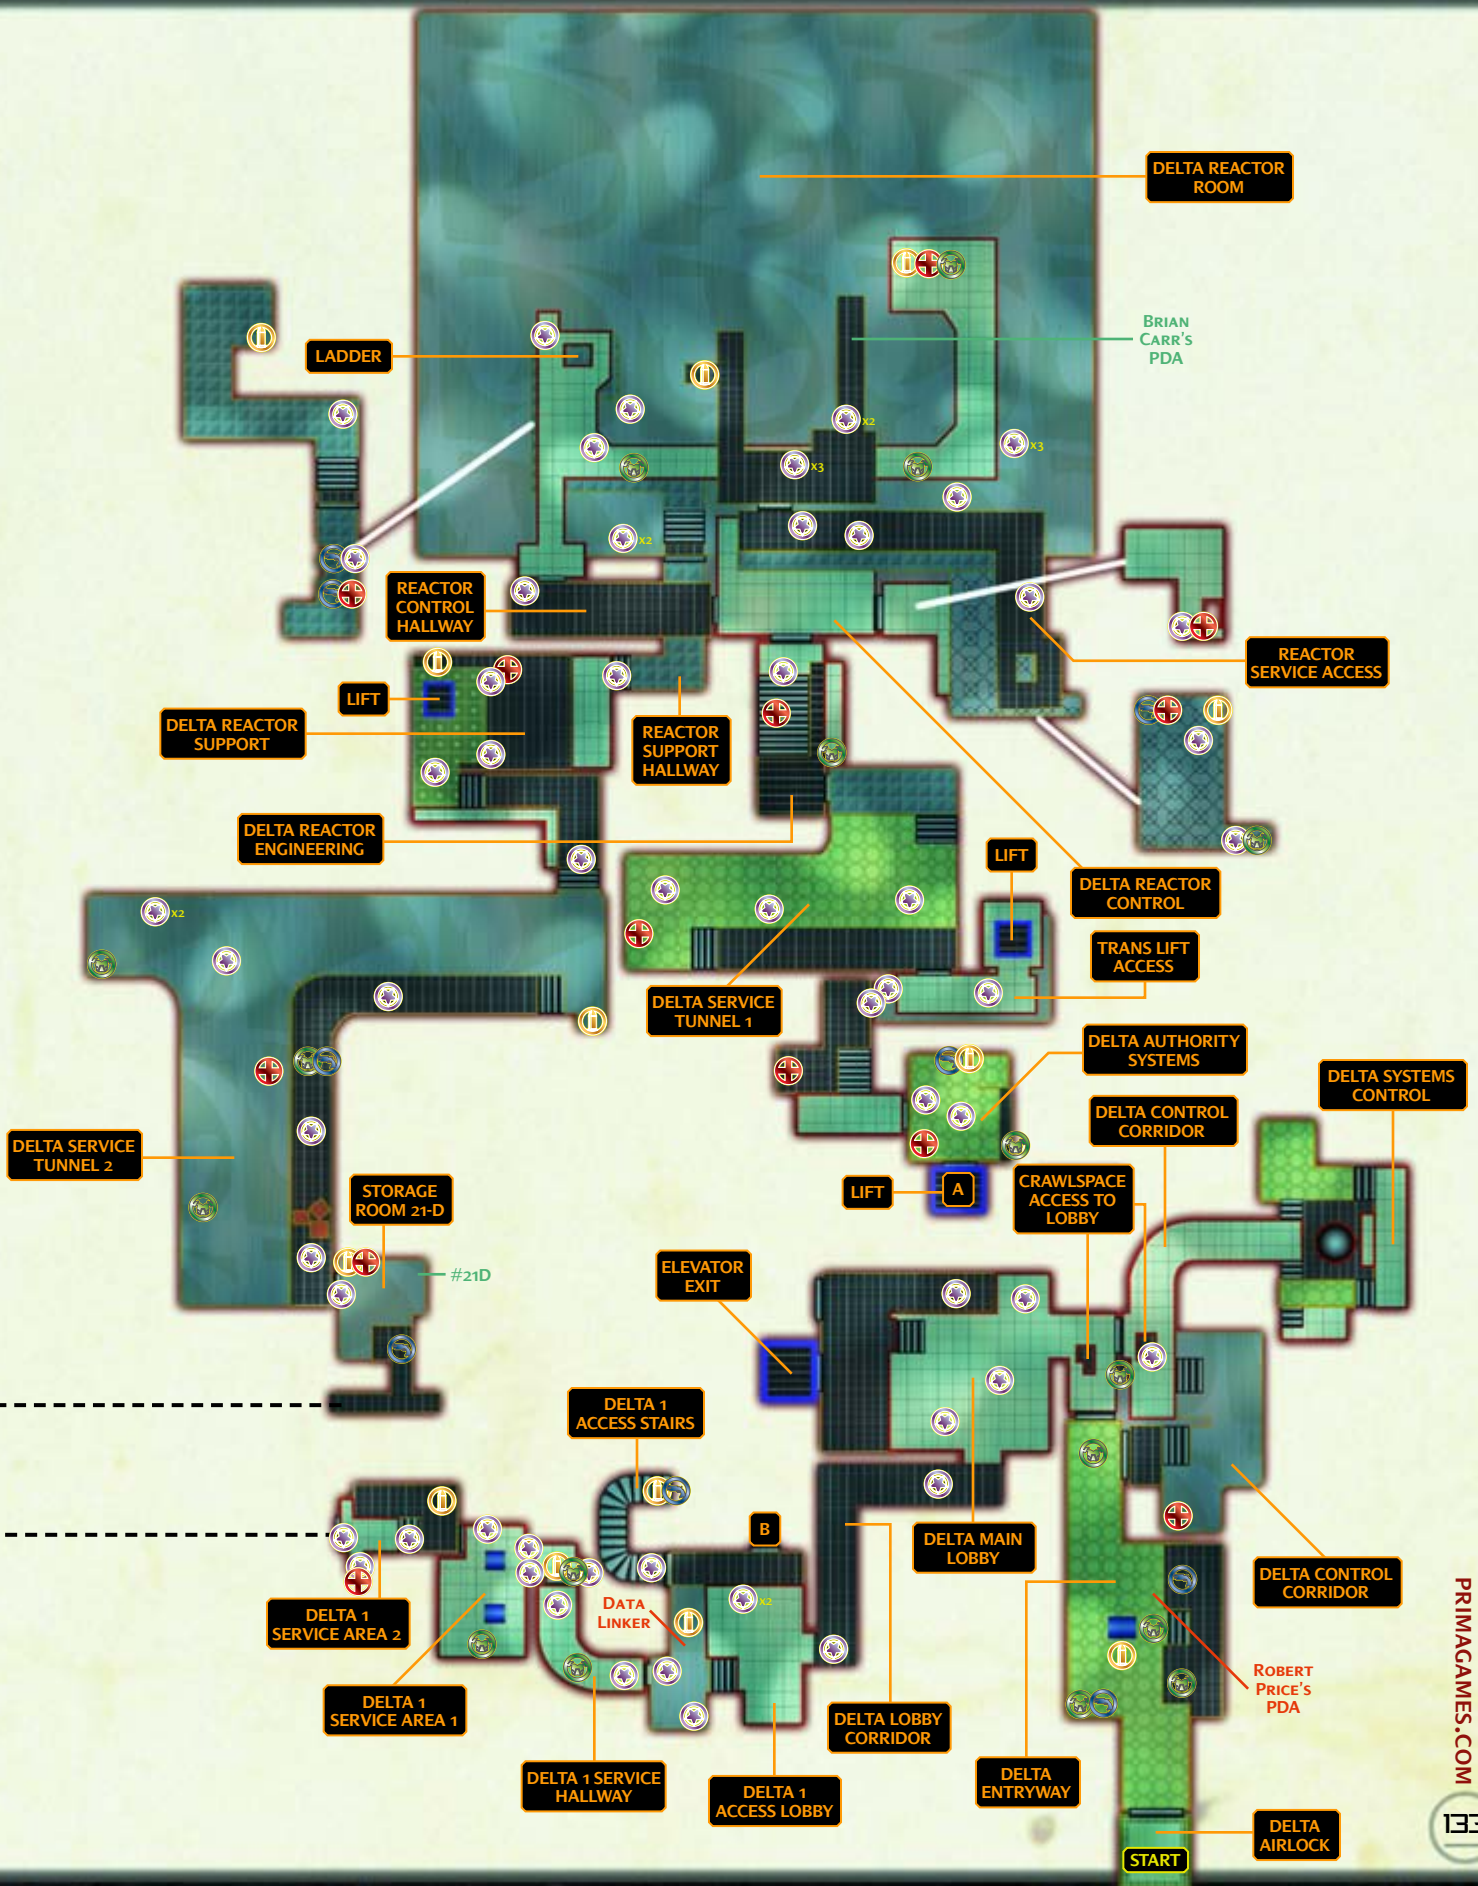 DELTA REACTOR
ROOM
BRIAN
CARR'S
PDA
LADDER
x2
x3
x3
x2
REACTOR
CONTROL
HALLWAY
REACTOR
SERVICE ACCESS
LIFT
DELTA REACTOR
SUPPORT
REACTOR
SUPPORT
HALLWAY
DELTA REACTOR
ENGINEERING
LIFT
DELTA REACTOR
CONTROL
x2
TRANS LIFT
ACCESS
DELTA SERVICE
TUNNEL 1
DELTA AUTHORITY
SYSTEMS
DELTA SYSTEMS
CONTROL
DELTA CONTROL
CORRIDOR
DELTA SERVICE
TUNNEL 2
STORAGE
ROOM 21-D
LIFT
A
CRAWLSPACE
ACCESS TO
LOBBY
#21D
ELEVATOR
EXIT
DELTA 1
ACCESS STAIRS
B
DELTA MAIN
LOBBY
DELTA CONTROL
CORRIDOR
DATA
LINKER
x2
DELTA 1
SERVICE AREA 2
ROBERT
PRICE'S
PDA
DELTA 1
SERVICE AREA 1
DELTA LOBBY
CORRIDOR
DELTA 1 SERVICE
HALLWAY
DELTA 1
ACCESS LOBBY
DELTA
ENTRYWAY
DELTA
AIRLOCK
START
PRIMAGAMES.COM
133